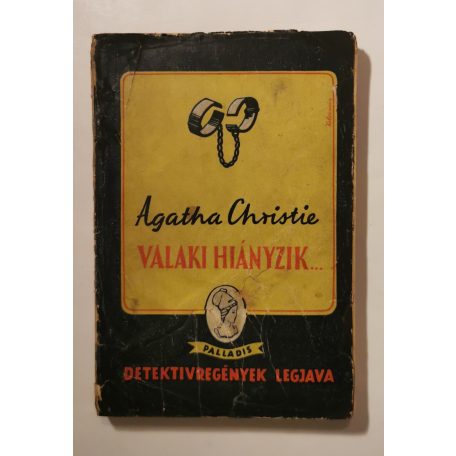 Agatha Christie
VALAKI HIÁNYZIK...
PALLADIS
DETEKTIVREGÉNYEK LEGJAVA